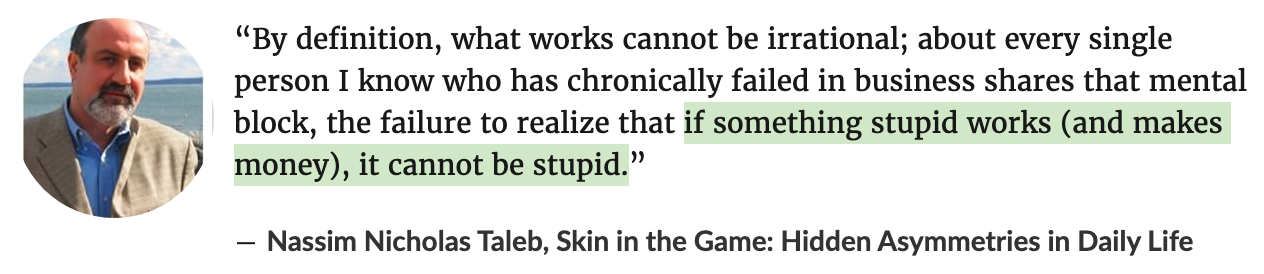 “By definition, what works cannot be irrational; about every single
person I know who has chronically failed in business shares that mental
block, the failure to realize that if something stupid works (and makes
money), it cannot be stupid.”
— Nassim Nicholas Taleb, Skin in the Game: Hidden Asymmetries in Daily Life